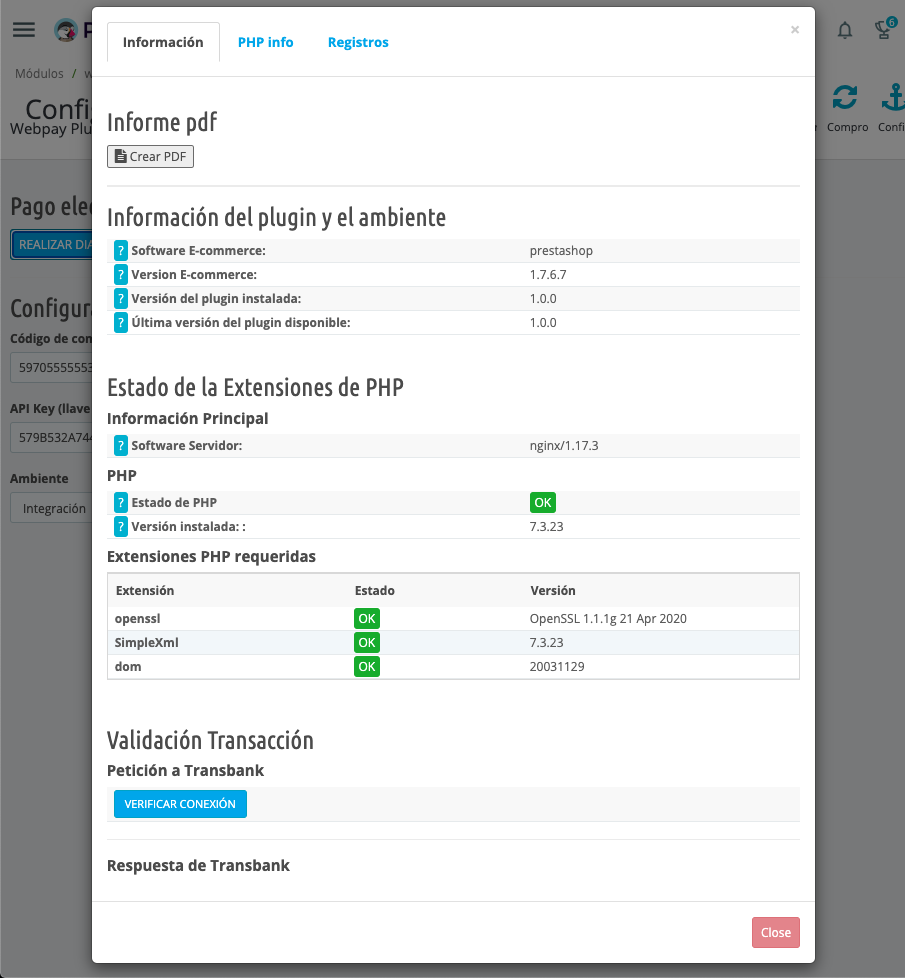 Información PHP info Registros ×
6
Módulos / w
Confi
Webpay Plu
Compro Confi
Informe pdf
Crear PDF
Pago elec
REALIZAR DIA
Información del plugin y el ambiente
? Software E-commerce: prestashop
? Version E-commerce: 1.7.6.7
? Versión del plugin instalada: 1.0.0
? Última versión del plugin disponible: 1.0.0
Configura
Código de com
59705555553
API Key (llave
579B532A744
Ambiente
Integración
Estado de la Extensiones de PHP
Información Principal
? Software Servidor: nginx/1.17.3
PHP
? Estado de PHP OK
? Versión instalada: : 7.3.23
Extensiones PHP requeridas
Extensión Estado Versión
openssl OK OpenSSL 1.1.1g 21 Apr 2020
SimpleXml OK 7.3.23
dom OK 20031129
Validación Transacción
Petición a Transbank
VERIFICAR CONEXIÓN
Respuesta de Transbank
Close